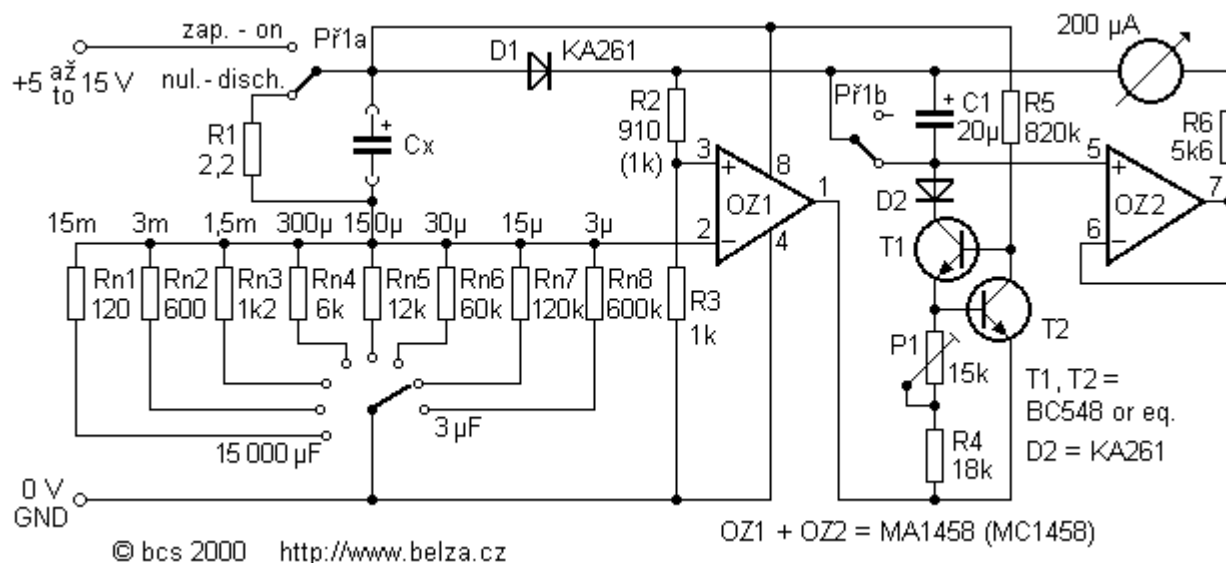 zap. - on
Př1a
+5 až to 15 V
nul.- disch.
R1
2,2
Cx
+
D1
KA261
200 µA
R2
910
(1k)
Př1b
C1
20µ
+
R5
820k
R6
5k6
3
+
8
OZ1
1
2
−
4
5
+
OZ2
7
6
−
D2
T1
T2
15m
3m
1,5m
300µ
150µ
30µ
15µ
3µ
Rn1
120
Rn2
600
Rn3
1k2
Rn4
6k
Rn5
12k
Rn6
60k
Rn7
120k
Rn8
600k
R3
1k
P1
15k
R4
18k
T1, T2 =
BC548 or eq.
D2 = KA261
15 000 µF
3 µF
0 V
GND
OZ1 + OZ2 = MA1458 (MC1458)
© bcs 2000 http://www.belza.cz